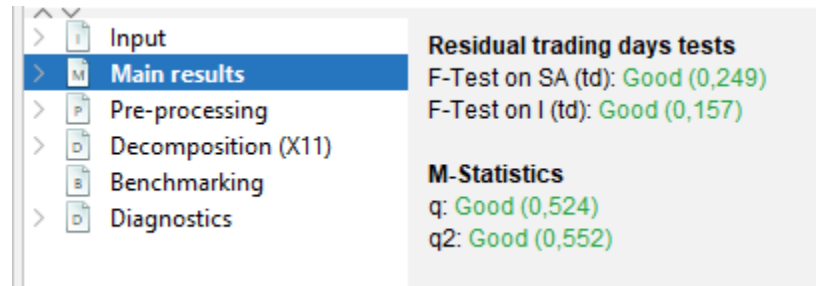 Input
Main results
Pre-processing
Decomposition (X11)
Benchmarking
Diagnostics
Residual trading days tests
F-Test on SA (td): Good (0,249)
F-Test on I (td): Good (0,157)
M-Statistics
q: Good (0,524)
q2: Good (0,552)